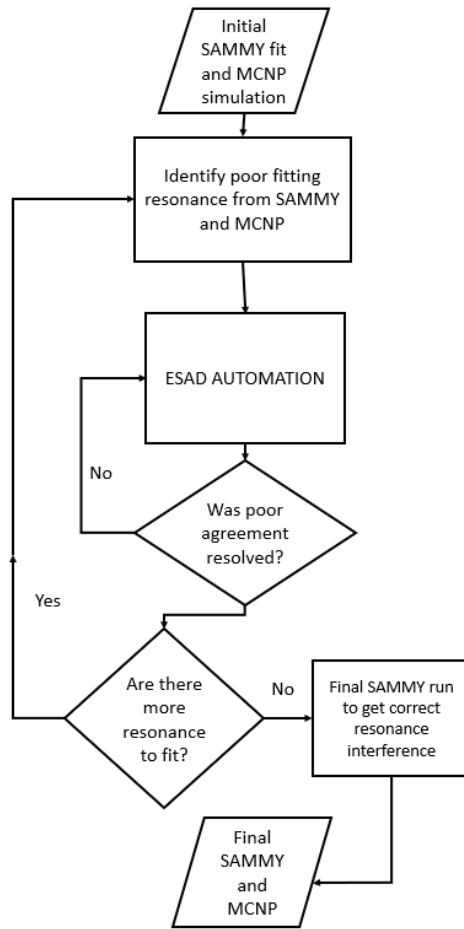 Initial
SAMMY fit
and MCNP
simulation
Identify poor fitting
resonance from SAMMY
and MCNP
ESAD AUTOMATION
No
Was poor
agreement
resolved?
Yes
Are there
more
resonance
to fit?
No
Final SAMMY run
to get correct
resonance
interference
Final
SAMMY
and
MCNP